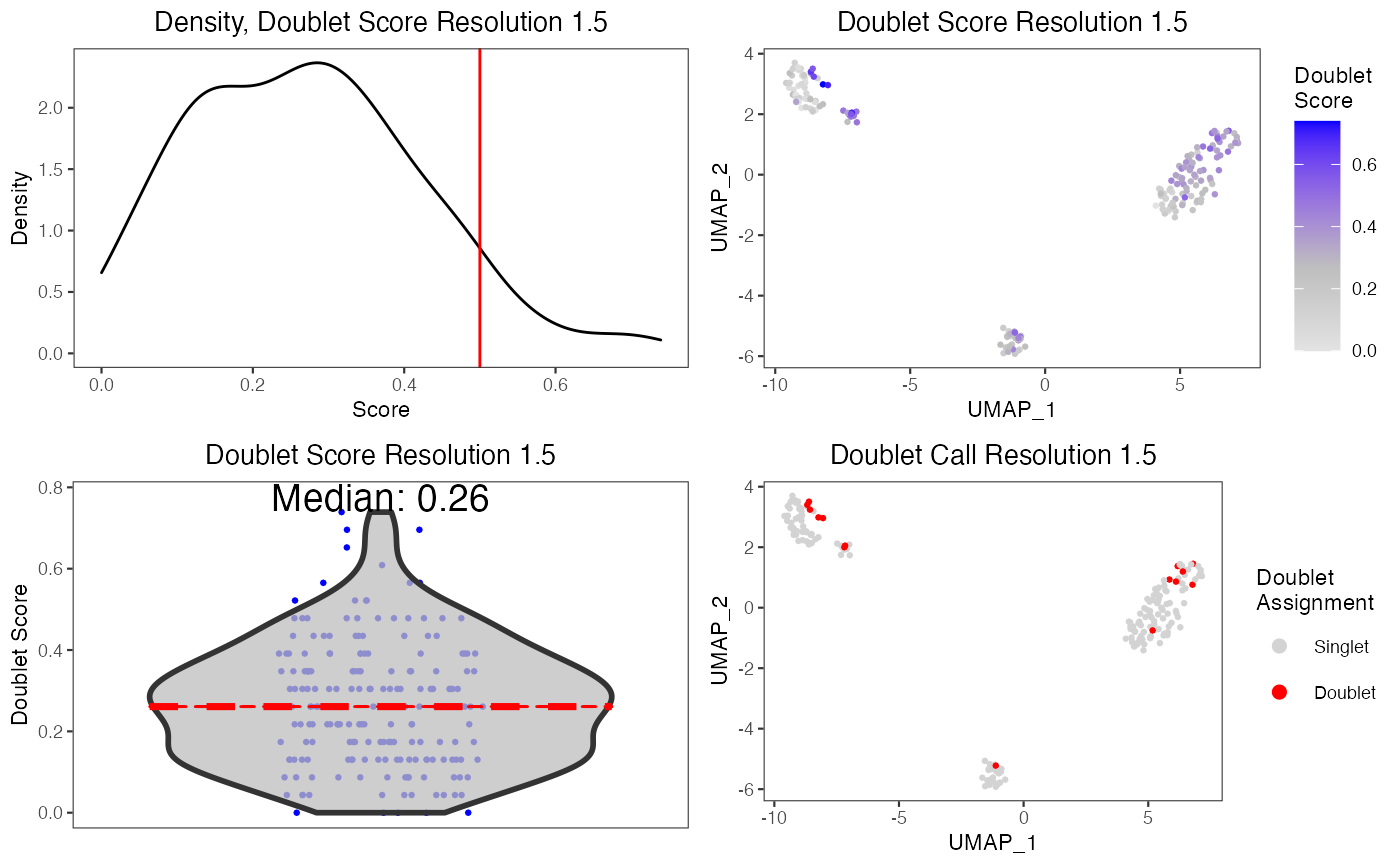 Density, Doublet Score Resolution 1.5
Density
2.0
1.5
1.0
0.5
0.0
0.0 0.2 0.4 0.6
Score
Doublet Score Resolution 1.5
UMAP_2
4
2
0
-2
-4
-6
-10 -5 0 5
UMAP_1
Doublet
Score
0.6
0.4
0.2
0.0
Doublet Score Resolution 1.5
Median: 0.26
Doublet Score
0.8
0.6
0.4
0.2
0.0
Doublet Call Resolution 1.5
UMAP_2
4
2
0
-2
-4
-6
-10 -5 0 5
UMAP_1
Doublet
Assignment
Singlet
Doublet